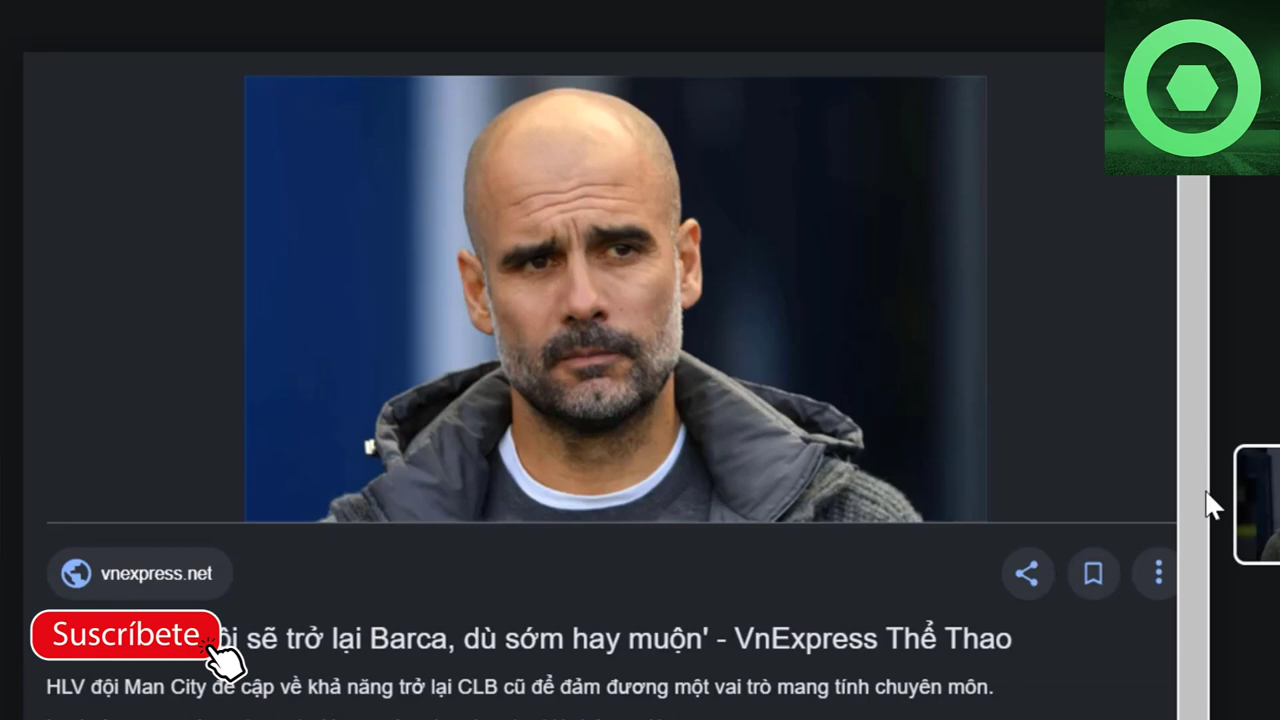 vnexpress.net
Suscríbete
sẽ trở lại Barca, dù sớm hay muộn' - VnExpress Thể Thao
HLV đội Man City đề cập về khả năng trở lại CLB cũ để đảm đương một vai trò mang tính chuyên môn.